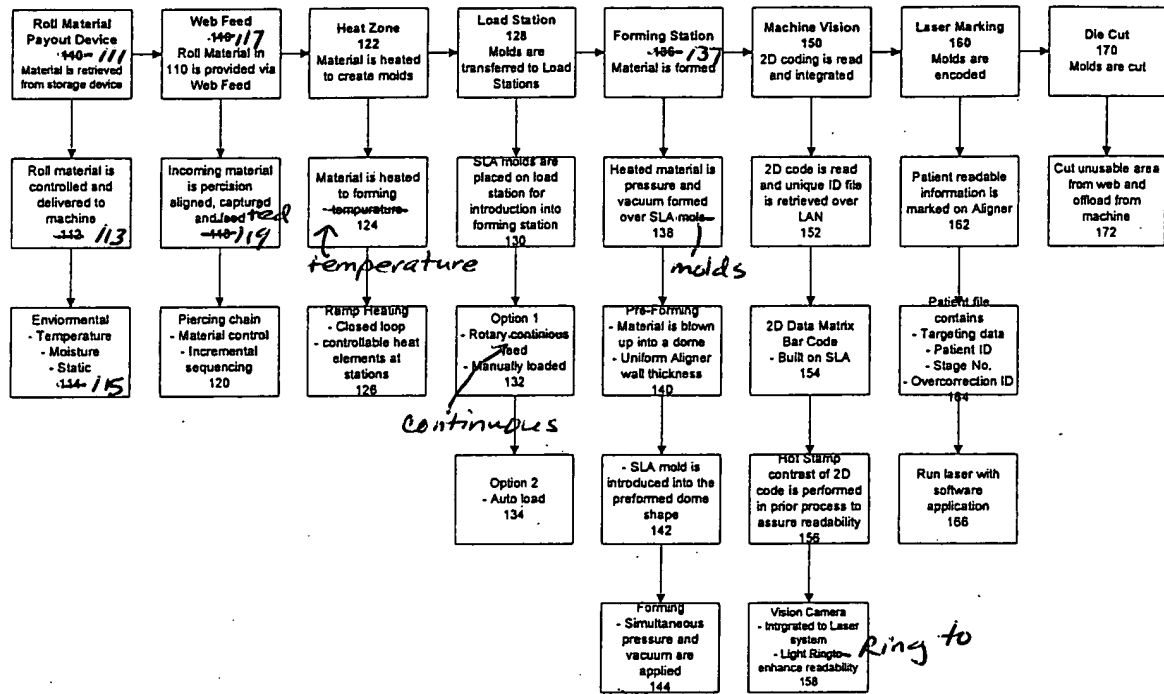 Roll Material
Payout Device
110 111
Material is retrieved
from storage device
Web Feed
117
Roll Material in
110 is provided via
Web Feed
Heat Zone
122
Material is heated
to create molds
Load Station
128
Molds are
transferred to Load
Stations
Forming Station
136 137
Material is formed
Machine Vision
150
2D coding is read
and integrated
Laser Marking
160
Molds are
encoded
Die Cut
170
Molds are cut
Roll material is
controlled and
delivered to
machine
112 113
Incoming material
is percision
aligned, captured
and feed fed
118 119
Material is heated
to forming
tempurature
124
temperature
SLA molds are
placed on load
station for
introduction into
forming station
130
Heated material is
pressure and
vacuum formed
over SLA mole
138
molds
2D code is read
and unique ID file
is retrieved over
LAN
152
Patient readable
information is
marked on Aligner
162
Cut unusable area
from web and
offload from
machine
172
Enviormental
- Temperature
- Moisture
- Static
114 115
Piercing chain
- Material control
- Incremental
sequencing
120
Ramp Heating
- Closed loop
- controllable heat
elements at
stations
126
Option 1
- Rotary continious
feed
- Manually loaded
132
continuous
Pre-Forming
- Material is blown
up into a dome
- Uniform Aligner
wall thickness
140
2D Data Matrix
Bar Code
- Built on SLA
154
Patient file
contains
- Targeting data
- Patient ID
- Stage No.
- Overcorrection ID
164
Option 2
- Auto load
134
- SLA mold is
introduced into the
preformed dome
shape
142
Hot Stamp
contrast of 2D
code is performed
in prior process to
assure readability
156
Run laser with
software
application
166
Forming
- Simultaneous
pressure and
vacuum are
applied
144
Vision Camera
- Intrgrated to Laser
system
- Light Ringto
enhance readability
158
Ring to